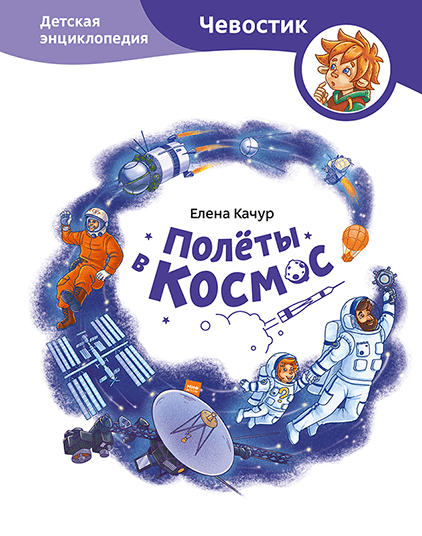 Детская
энциклопедия
Чевостик
Елена Качур
Полёты
в Космос
?